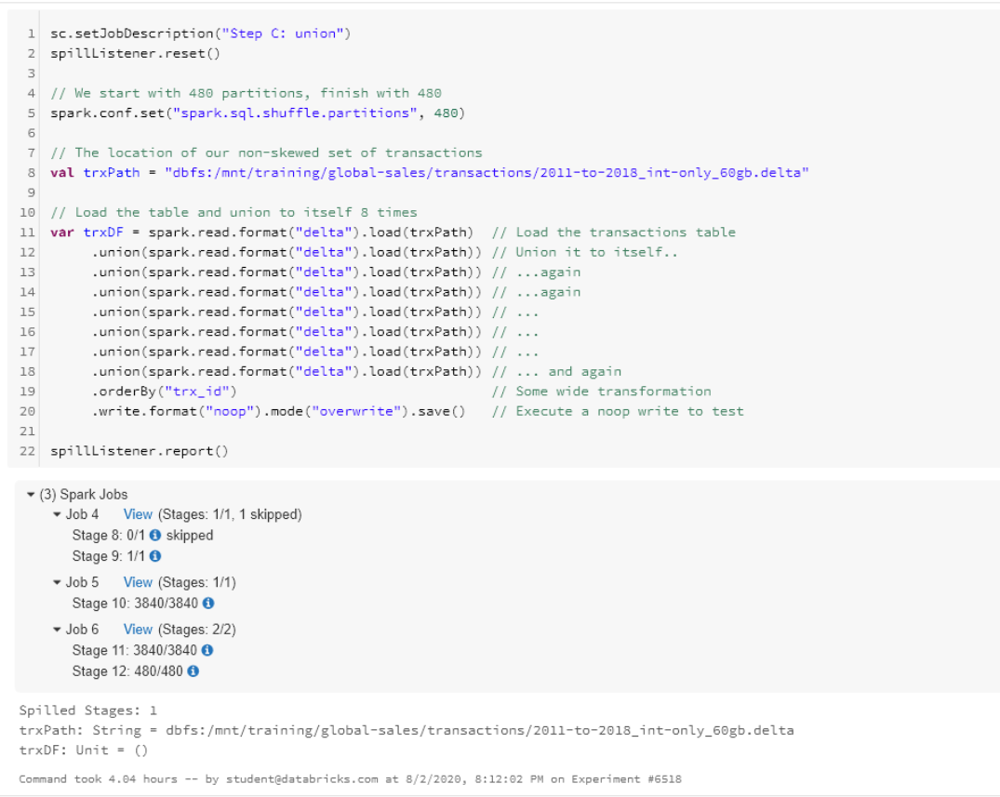 1 sc.setJobDescription("Step C: union")
2 spillListener.reset()
3
4 // We start with 480 partitions, finish with 480
5 spark.conf.set("spark.sql.shuffle.partitions", 480)
6
7 // The location of our non-skewed set of transactions
8 val trxPath = "dbfs:/mnt/training/global-sales/transactions/2011-to-2018_int-only_60gb.delta"
9
10 // Load the table and union to itself 8 times
11 var trxDF = spark.read.format("delta").load(trxPath) // Load the transactions table
12 .union(spark.read.format("delta").load(trxPath)) // Union it to itself..
13 .union(spark.read.format("delta").load(trxPath)) // ...again
14 .union(spark.read.format("delta").load(trxPath)) // ...again
15 .union(spark.read.format("delta").load(trxPath)) // ...
16 .union(spark.read.format("delta").load(trxPath)) // ...
17 .union(spark.read.format("delta").load(trxPath)) // ...
18 .union(spark.read.format("delta").load(trxPath)) // ... and again
19 .orderBy("trx_id") // Some wide transformation
20 .write.format("noop").mode("overwrite").save() // Execute a noop write to test
21
22 spillListener.report()
(3) Spark Jobs
Job 4 View (Stages: 1/1, 1 skipped)
Stage 8: 0/1 i skipped
Stage 9: 1/1 i
Job 5 View (Stages: 1/1)
Stage 10: 3840/3840 i
Job 6 View (Stages: 2/2)
Stage 11: 3840/3840 i
Stage 12: 480/480 i
Spilled Stages: 1
trxPath: String = dbfs:/mnt/training/global-sales/transactions/2011-to-2018_int-only_60gb.delta
trxDF: Unit = ()
Command took 4.04 hours -- by student@databricks.com at 8/2/2020, 8:12:02 PM on Experiment #6518